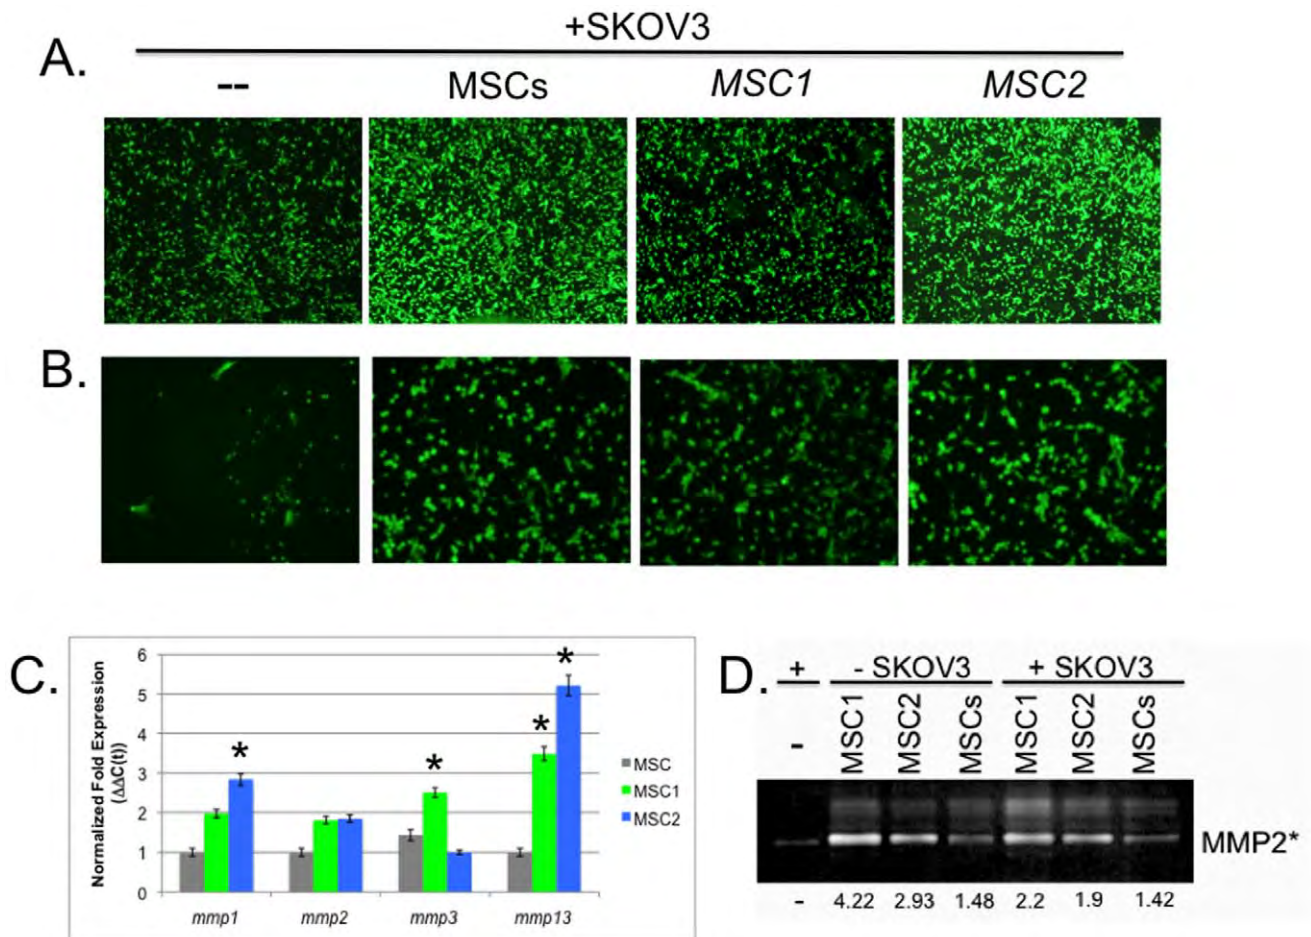 +SKOV3
A.
-- MSCs MSC1 MSC2
B.
C.
Normalized Fold Expression
(ΔΔC(t))
6
5
4
3
2
1
0
* * * *
mmp1 mmp2 mmp3 mmp13
MSC
MSC1
MSC2
D.
+ - SKOV3 + SKOV3
- MSC1 MSC2 MSCs MSC1 MSC2 MSCs
MMP2*
- 4.22 2.93 1.48 2.2 1.9 1.42